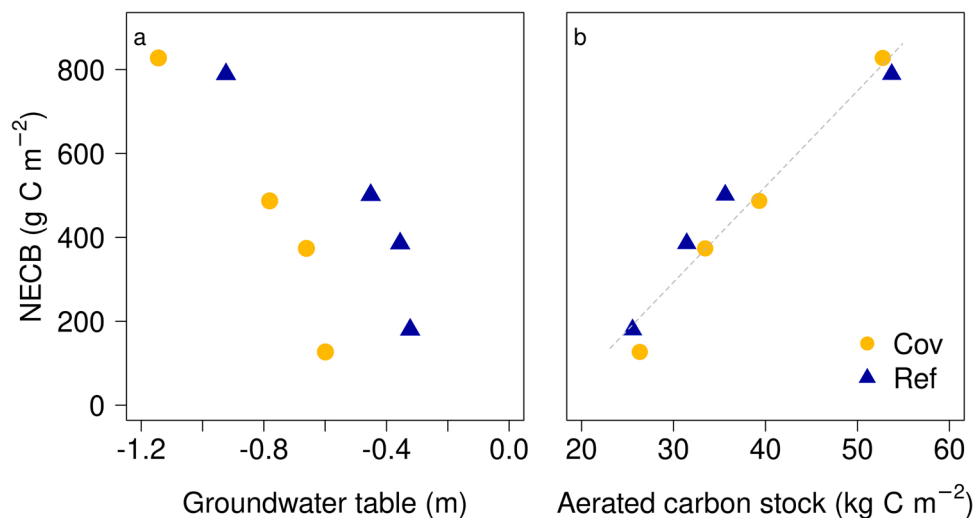 a
b
NECB (g C m⁻²)
800
600
400
200
0
-1.2
-0.8
-0.4
0.0
20
30
40
50
60
Cov
Ref
Groundwater table (m)
Aerated carbon stock (kg C m⁻²)